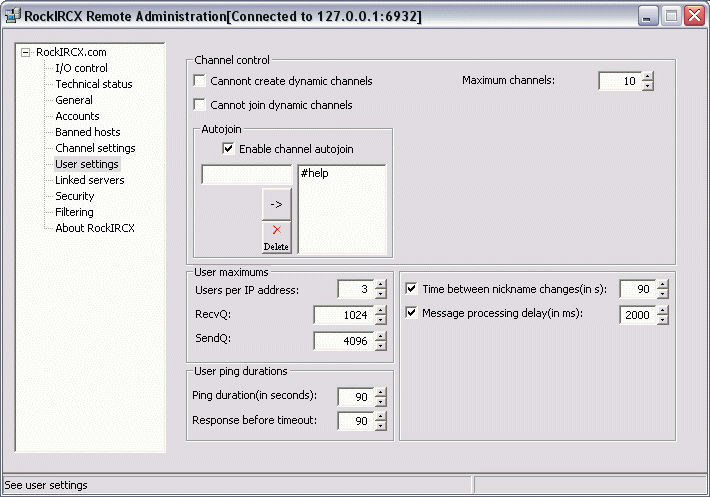 RockIRCX Remote Administration[Connected to 127.0.0.1:6932]
RockIRCX.com
I/O control
Technical status
General
Accounts
Banned hosts
Channel settings
User settings
Linked servers
Security
Filtering
About RockIRCX
Channel control
Cannont create dynamic channels
Maximum channels: 10
Cannot join dynamic channels
Autojoin
Enable channel autojoin
#help
->
Delete
User maximums
Users per IP address: 3
RecvQ: 1024
SendQ: 4096
Time between nickname changes(in s): 90
Message processing delay(in ms): 2000
User ping durations
Ping duration(in seconds): 90
Response before timeout: 90
See user settings